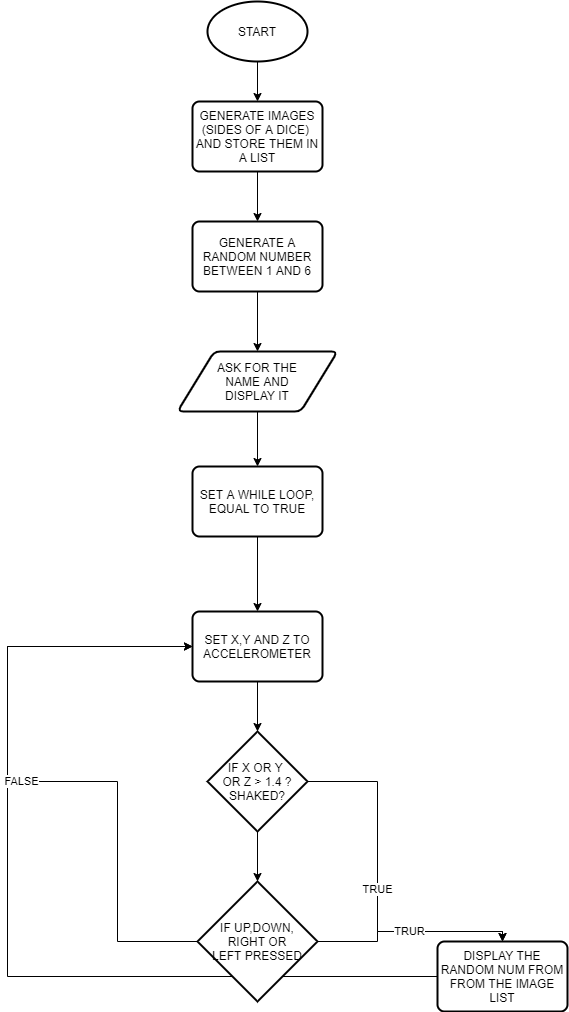 START
GENERATE IMAGES
(SIDES OF A DICE)
AND STORE THEM IN
A LIST
GENERATE A
RANDOM NUMBER
BETWEEN 1 AND 6
ASK FOR THE
NAME AND
DISPLAY IT
SET A WHILE LOOP,
EQUAL TO TRUE
SET X,Y AND Z TO
ACCELEROMETER
IF X OR Y
OR Z > 1.4 ?
SHAKED?
FALSE
TRUE
IF UP,DOWN,
RIGHT OR
LEFT PRESSED
TRUR
DISPLAY THE
RANDOM NUM FROM
FROM THE IMAGE
LIST